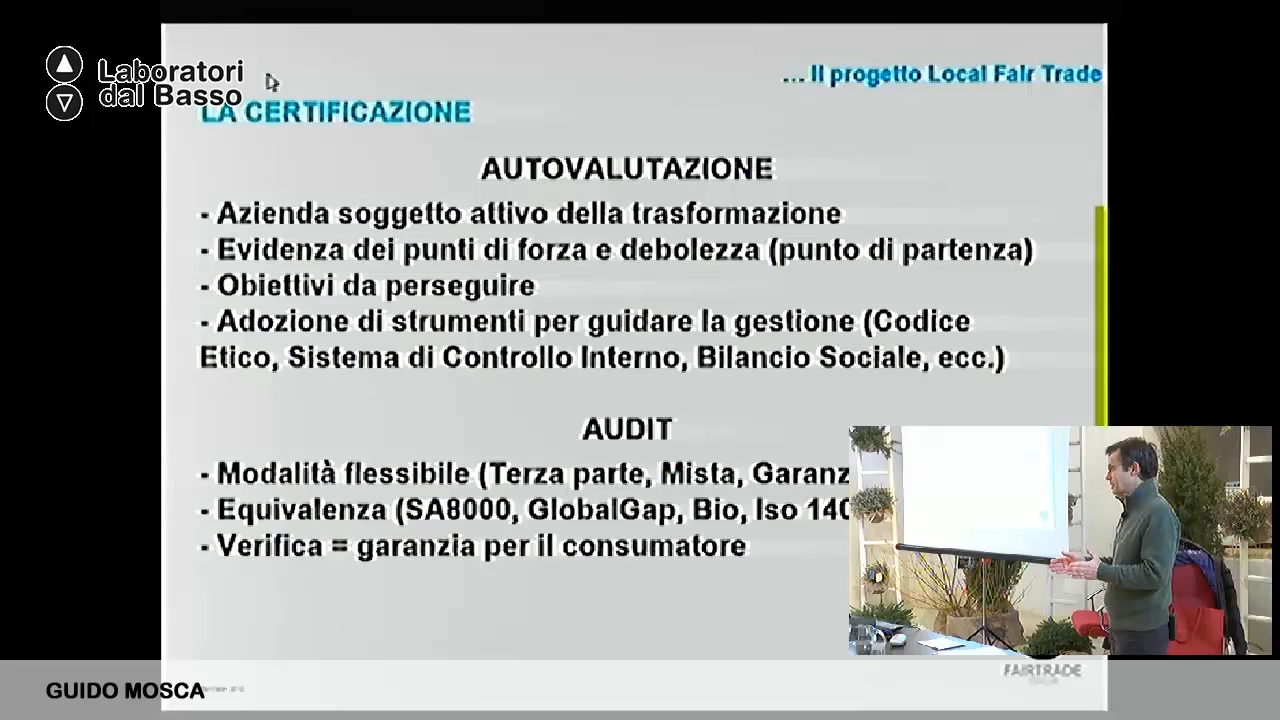 Laboratori
dal Basso
... Il progetto Local Fair Trade
LA CERTIFICAZIONE
AUTOVALUTAZIONE
- Azienda soggetto attivo della trasformazione
- Evidenza dei punti di forza e debolezza (punto di partenza)
- Obiettivi da perseguire
- Adozione di strumenti per guidare la gestione (Codice
Etico, Sistema di Controllo Interno, Bilancio Sociale, ecc.)
AUDIT
- Modalità flessibile (Terza parte, Mista, Garanz
- Equivalenza (SA8000, GlobalGap, Bio, Iso 140
- Verifica = garanzia per il consumatore
FAIRTRADE
GUIDO MOSCA